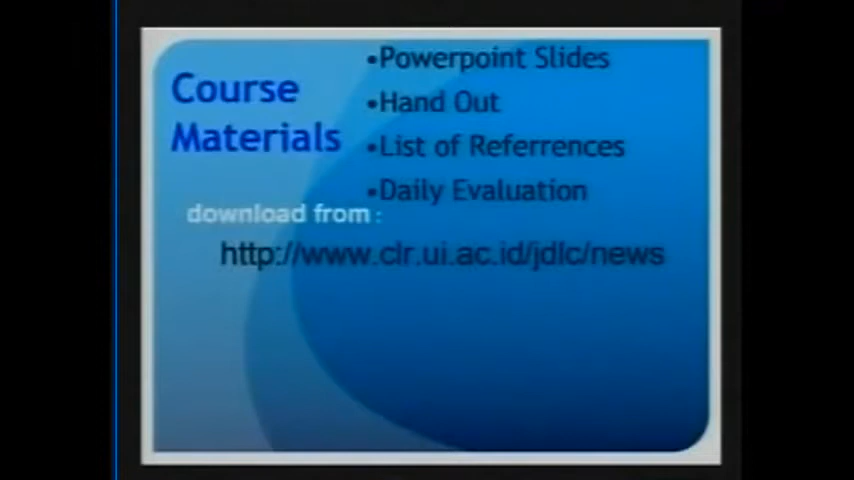 Course
Materials
•Powerpoint Slides
•Hand Out
•List of Referrences
•Daily Evaluation
download from :
http://www.clr.ui.ac.id/jdlc/news